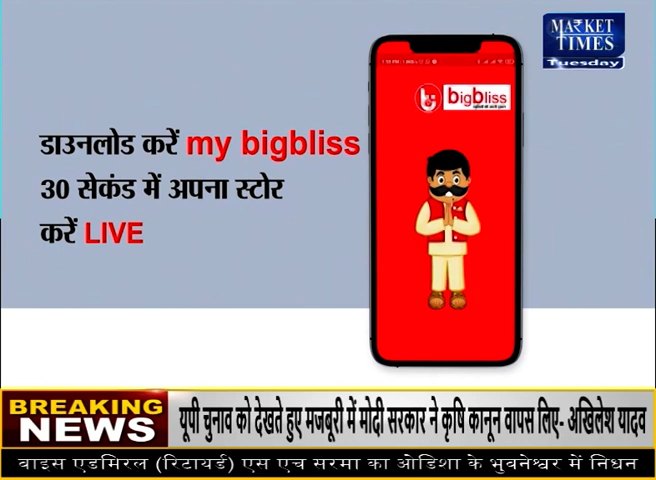 MARKET
TIMES
Tuesday
bigbliss
डाउनलोड करें my bigbliss
30 सेकंड में अपना स्टोर
करें LIVE
BREAKING
NEWS
यूपी चुनाव को देखते हुए मजबूरी में मोदी सरकार ने कृषि कानून वापस लिए- अखिलेश यादव
वाइस एडमिरल (रिटायर्ड) एस एच सरमा का ओडिशा के भुवनेश्वर में निधन